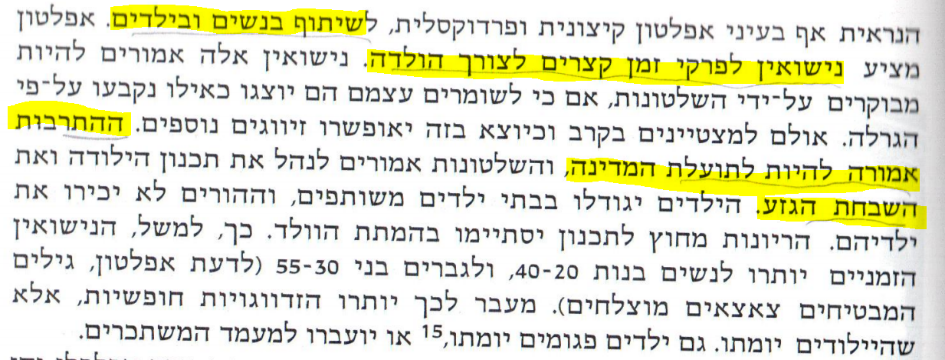 הנראית אף בעיני אפלטון קיצונית ופרדוקסלית, לשיתוף בנשים ובילדים. אפלטון
מציע נישואין לפרקי זמן קצרים לצורך הולדה. נישואין אלה אמורים להיות
מבוקרים על־ידי השלטונות, אם כי לשומרים עצמם הם יוצגו כאילו נקבעו על־פי
הגרלה. אולם למצטיינים בקרב וכיוצא בזה יאופשרו זיווגים נוספים. ההתרבות
אמורה להיות לתועלת המדינה, והשלטונות אמורים לנהל את תכנון הילודה ואת
השבחת הגזע. הילדים יגודלו בבתי ילדים משותפים, וההורים לא יכירו את
ילדיהם. הריונות מחוץ לתכנון יסתיימו בהמתת הוולד. כך, למשל, הנישואין
הזמניים יותרו לנשים בנות 40-20, ולגברים בני 55-30 (לדעת אפלטון, גילים
המבטיחים צאצאים מוצלחים). מעבר לכך יותרו הזדווגויות חופשיות, אלא
שהיילודים יומתו. גם ילדים פגומים יומתו,15 או יועברו למעמד המשתכרים.